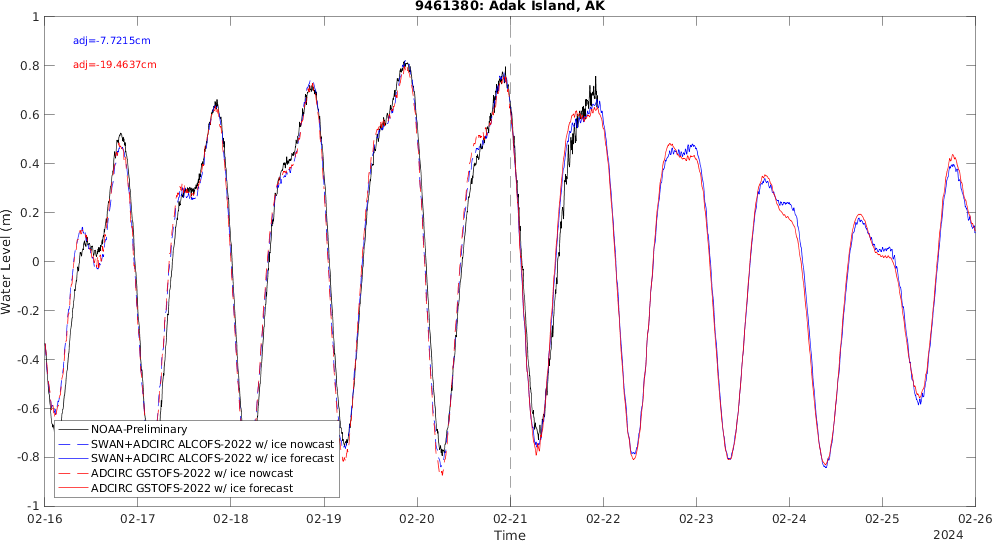 9461380: Adak Island, AK
adj=-7.7215cm
adj=-19.4637cm
Water Level (m)
1
0.8
0.6
0.4
0.2
0
-0.2
-0.4
-0.6
-0.8
-1
NOAA-Preliminary
SWAN+ADCIRC ALCOFS-2022 w/ ice nowcast
SWAN+ADCIRC ALCOFS-2022 w/ ice forecast
ADCIRC GSTOFS-2022 w/ ice nowcast
ADCIRC GSTOFS-2022 w/ ice forecast
02-16 02-17 02-18 02-19 02-20 02-21 02-22 02-23 02-24 02-25 02-26
Time
2024